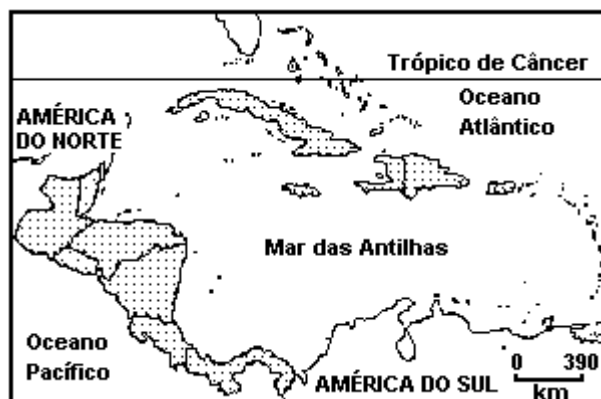 Trópico de Câncer
Oceano
Atlântico
AMÉRICA
DO NORTE
Mar das Antilhas
Oceano
Pacífico
AMÉRICA DO SUL
0 390
km